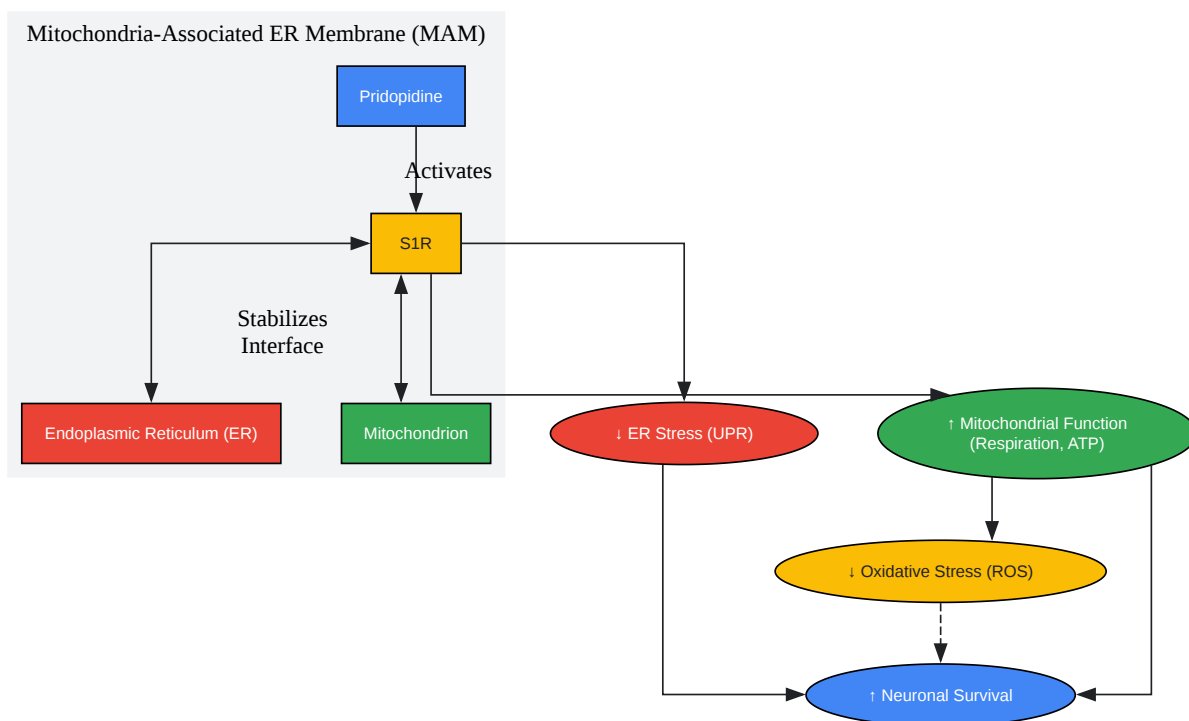 Mitochondria-Associated ER Membrane (MAM)
Pridopidine
Activates
S1R
Stabilizes
Interface
Endoplasmic Reticulum (ER)
Mitochondrion
↓ ER Stress (UPR)
↑ Mitochondrial Function
(Respiration, ATP)
↓ Oxidative Stress (ROS)
↑ Neuronal Survival